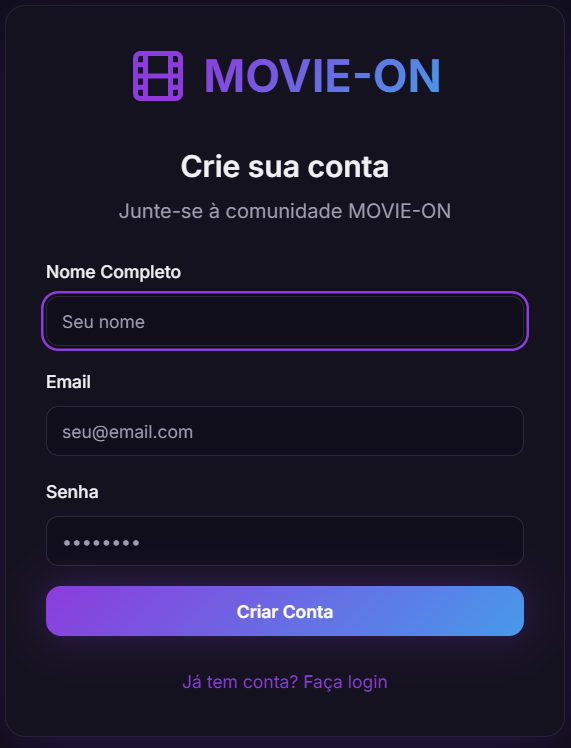 MOVIE-ON
Crie sua conta
Junte-se à comunidade MOVIE-ON
Nome Completo
Seu nome
Email
seu@email.com
Senha
••••••••
Criar Conta
Já tem conta? Faça login